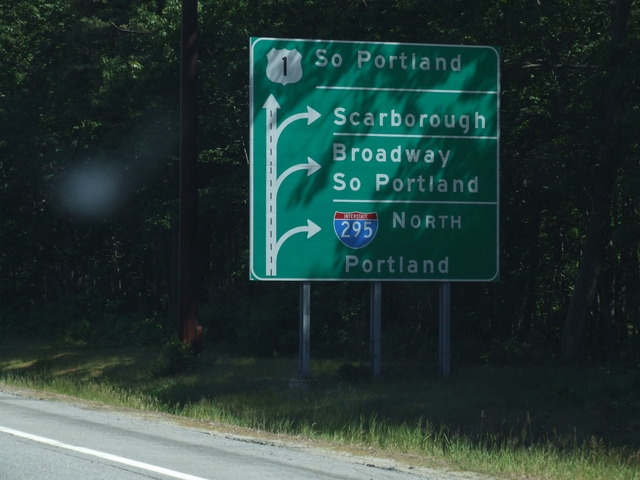 1 So Portland
Scarborough
Broadway
So Portland
INTERSTATE
295 NORTH
Portland